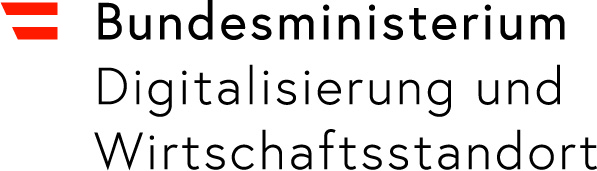 Bundesministerium
Digitalisierung und
Wirtschaftsstandort